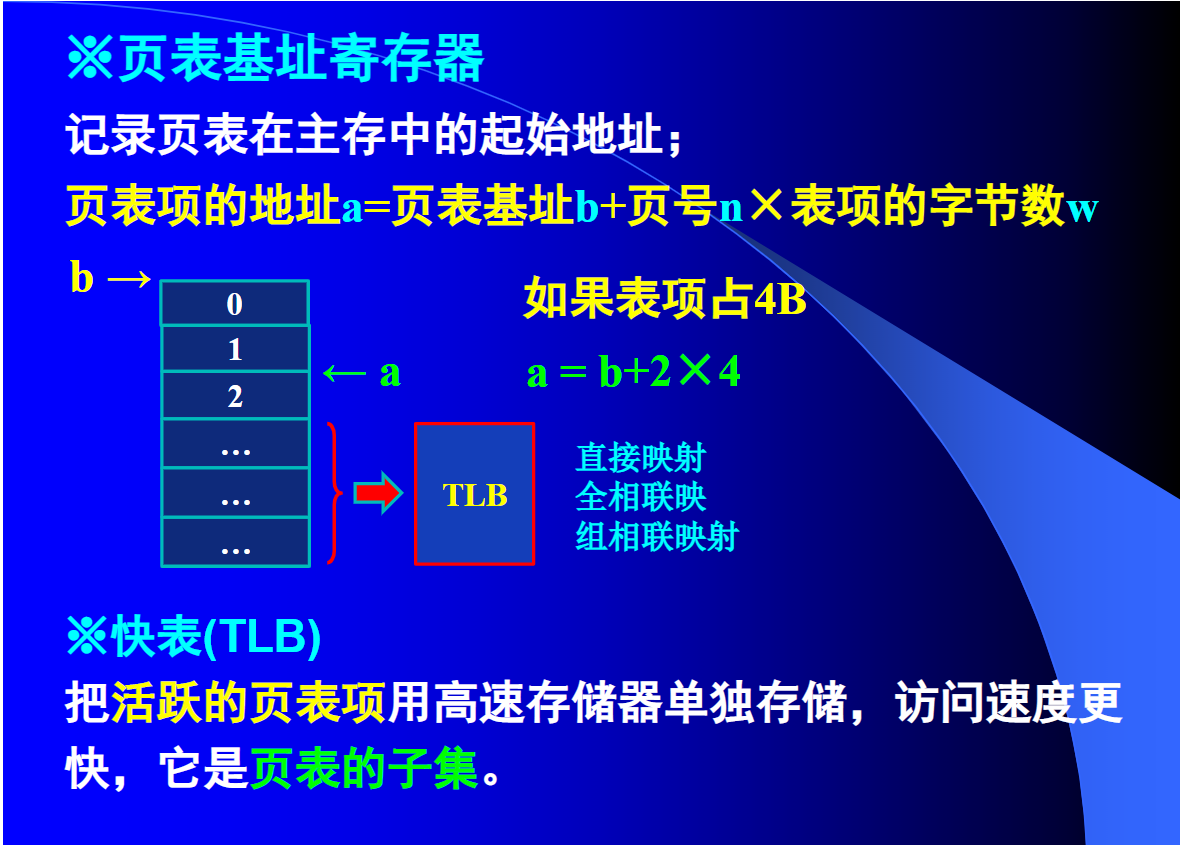 ※页表基址寄存器
记录页表在主存中的起始地址；
页表项的地址a=页表基址b+页号n×表项的字节数w
b →
如果表项占4B
0
1
← a
a = b+2×4
2
…
…
…
TLB
直接映射
全相联映
组相联映射
※快表(TLB)
把活跃的页表项用高速存储器单独存储，访问速度更
快，它是页表的子集。